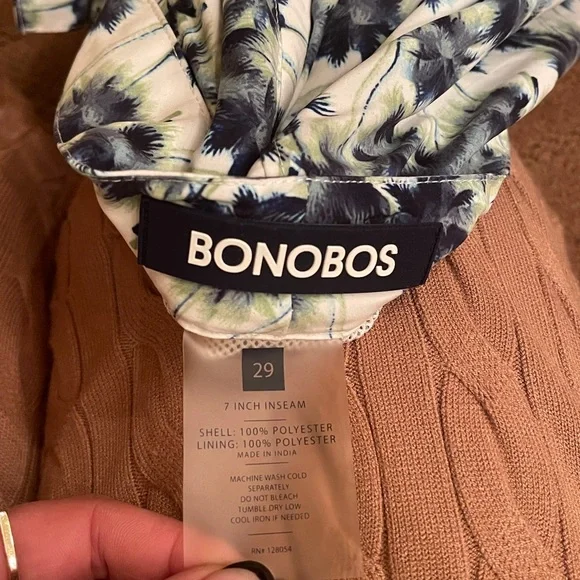 BONOBOS
29
7 INCH INSEAM
SHELL: 100% POLYESTER
LINING: 100% POLYESTER
MADE IN INDIA
MACHINE WASH COLD
SEPARATELY
DO NOT BLEACH
TUMBLE DRY LOW
COOL IRON IF NEEDED
RN# 128054